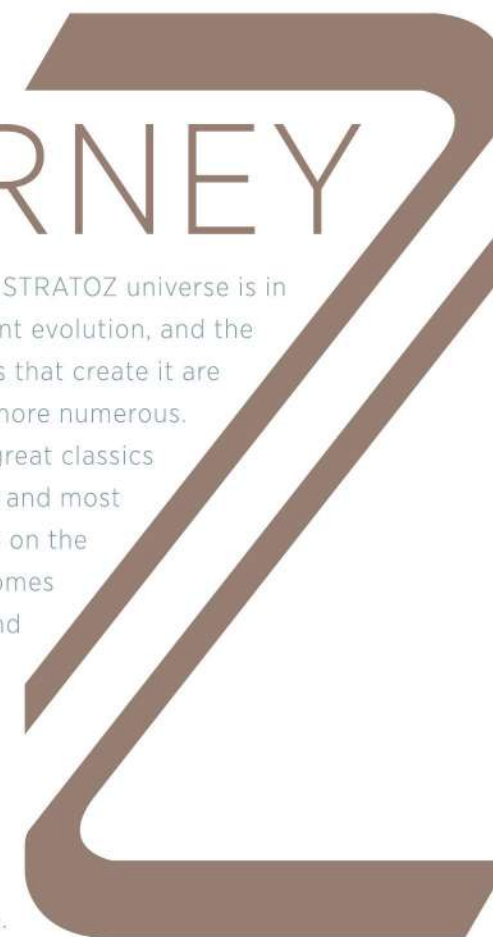 RNEY
STRATOZ universe is in
nt evolution, and the
s that create it are
more numerous.
great classics
and most
on the
omes
nd
.